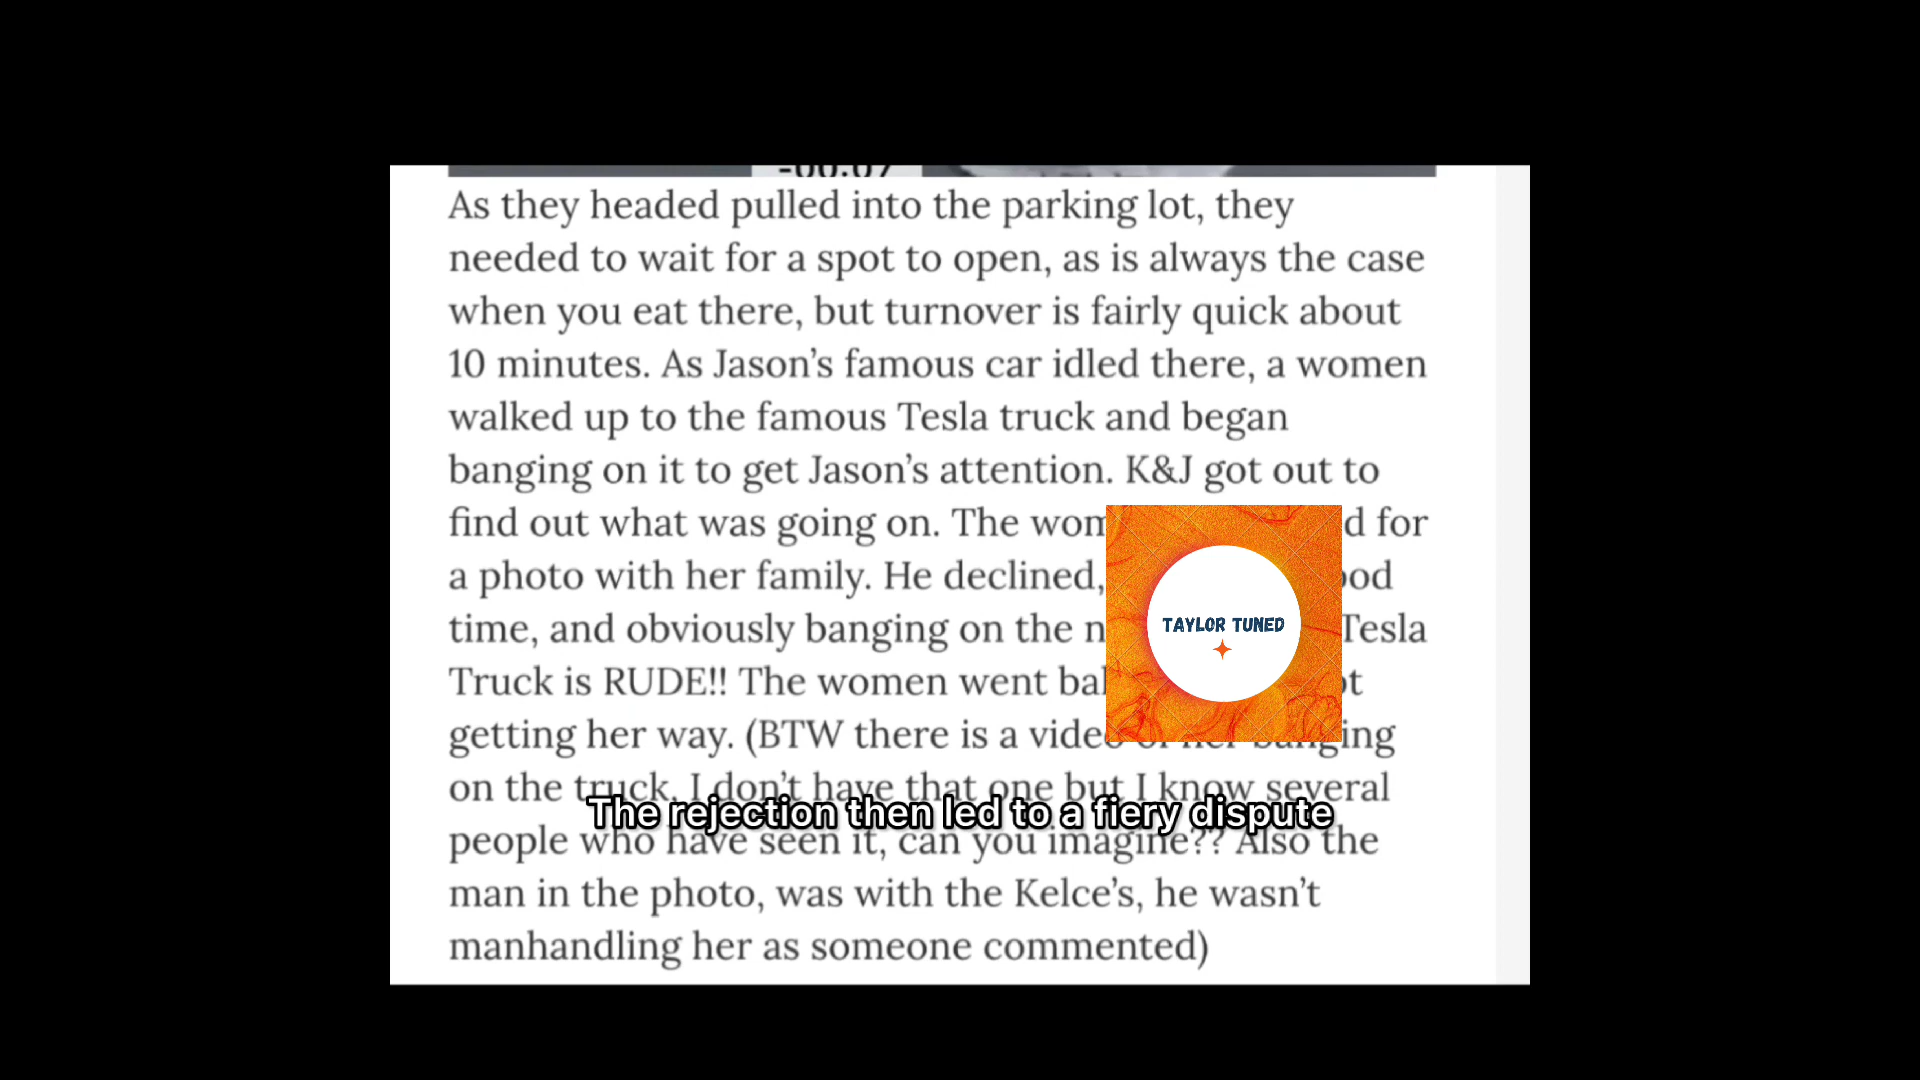 -00:07
As they headed pulled into the parking lot, they
needed to wait for a spot to open, as is always the case
when you eat there, but turnover is fairly quick about
10 minutes. As Jason’s famous car idled there, a women
walked up to the famous Tesla truck and began
banging on it to get Jason’s attention. K&J got out to
find out what was going on. The for
a photo with her family. He declined,
time, and obviously banging on the Tesla
Truck is RUDE!! The women went
getting her way. (BTW there is a video of her banging
on the truck, I don’t have that one but I know several
people who have seen it, can you imagine?? Also the
man in the photo, was with the Kelce’s, he wasn’t
manhandling her as someone commented)
TAYLOR TUNED
The rejection then led to a fiery dispute